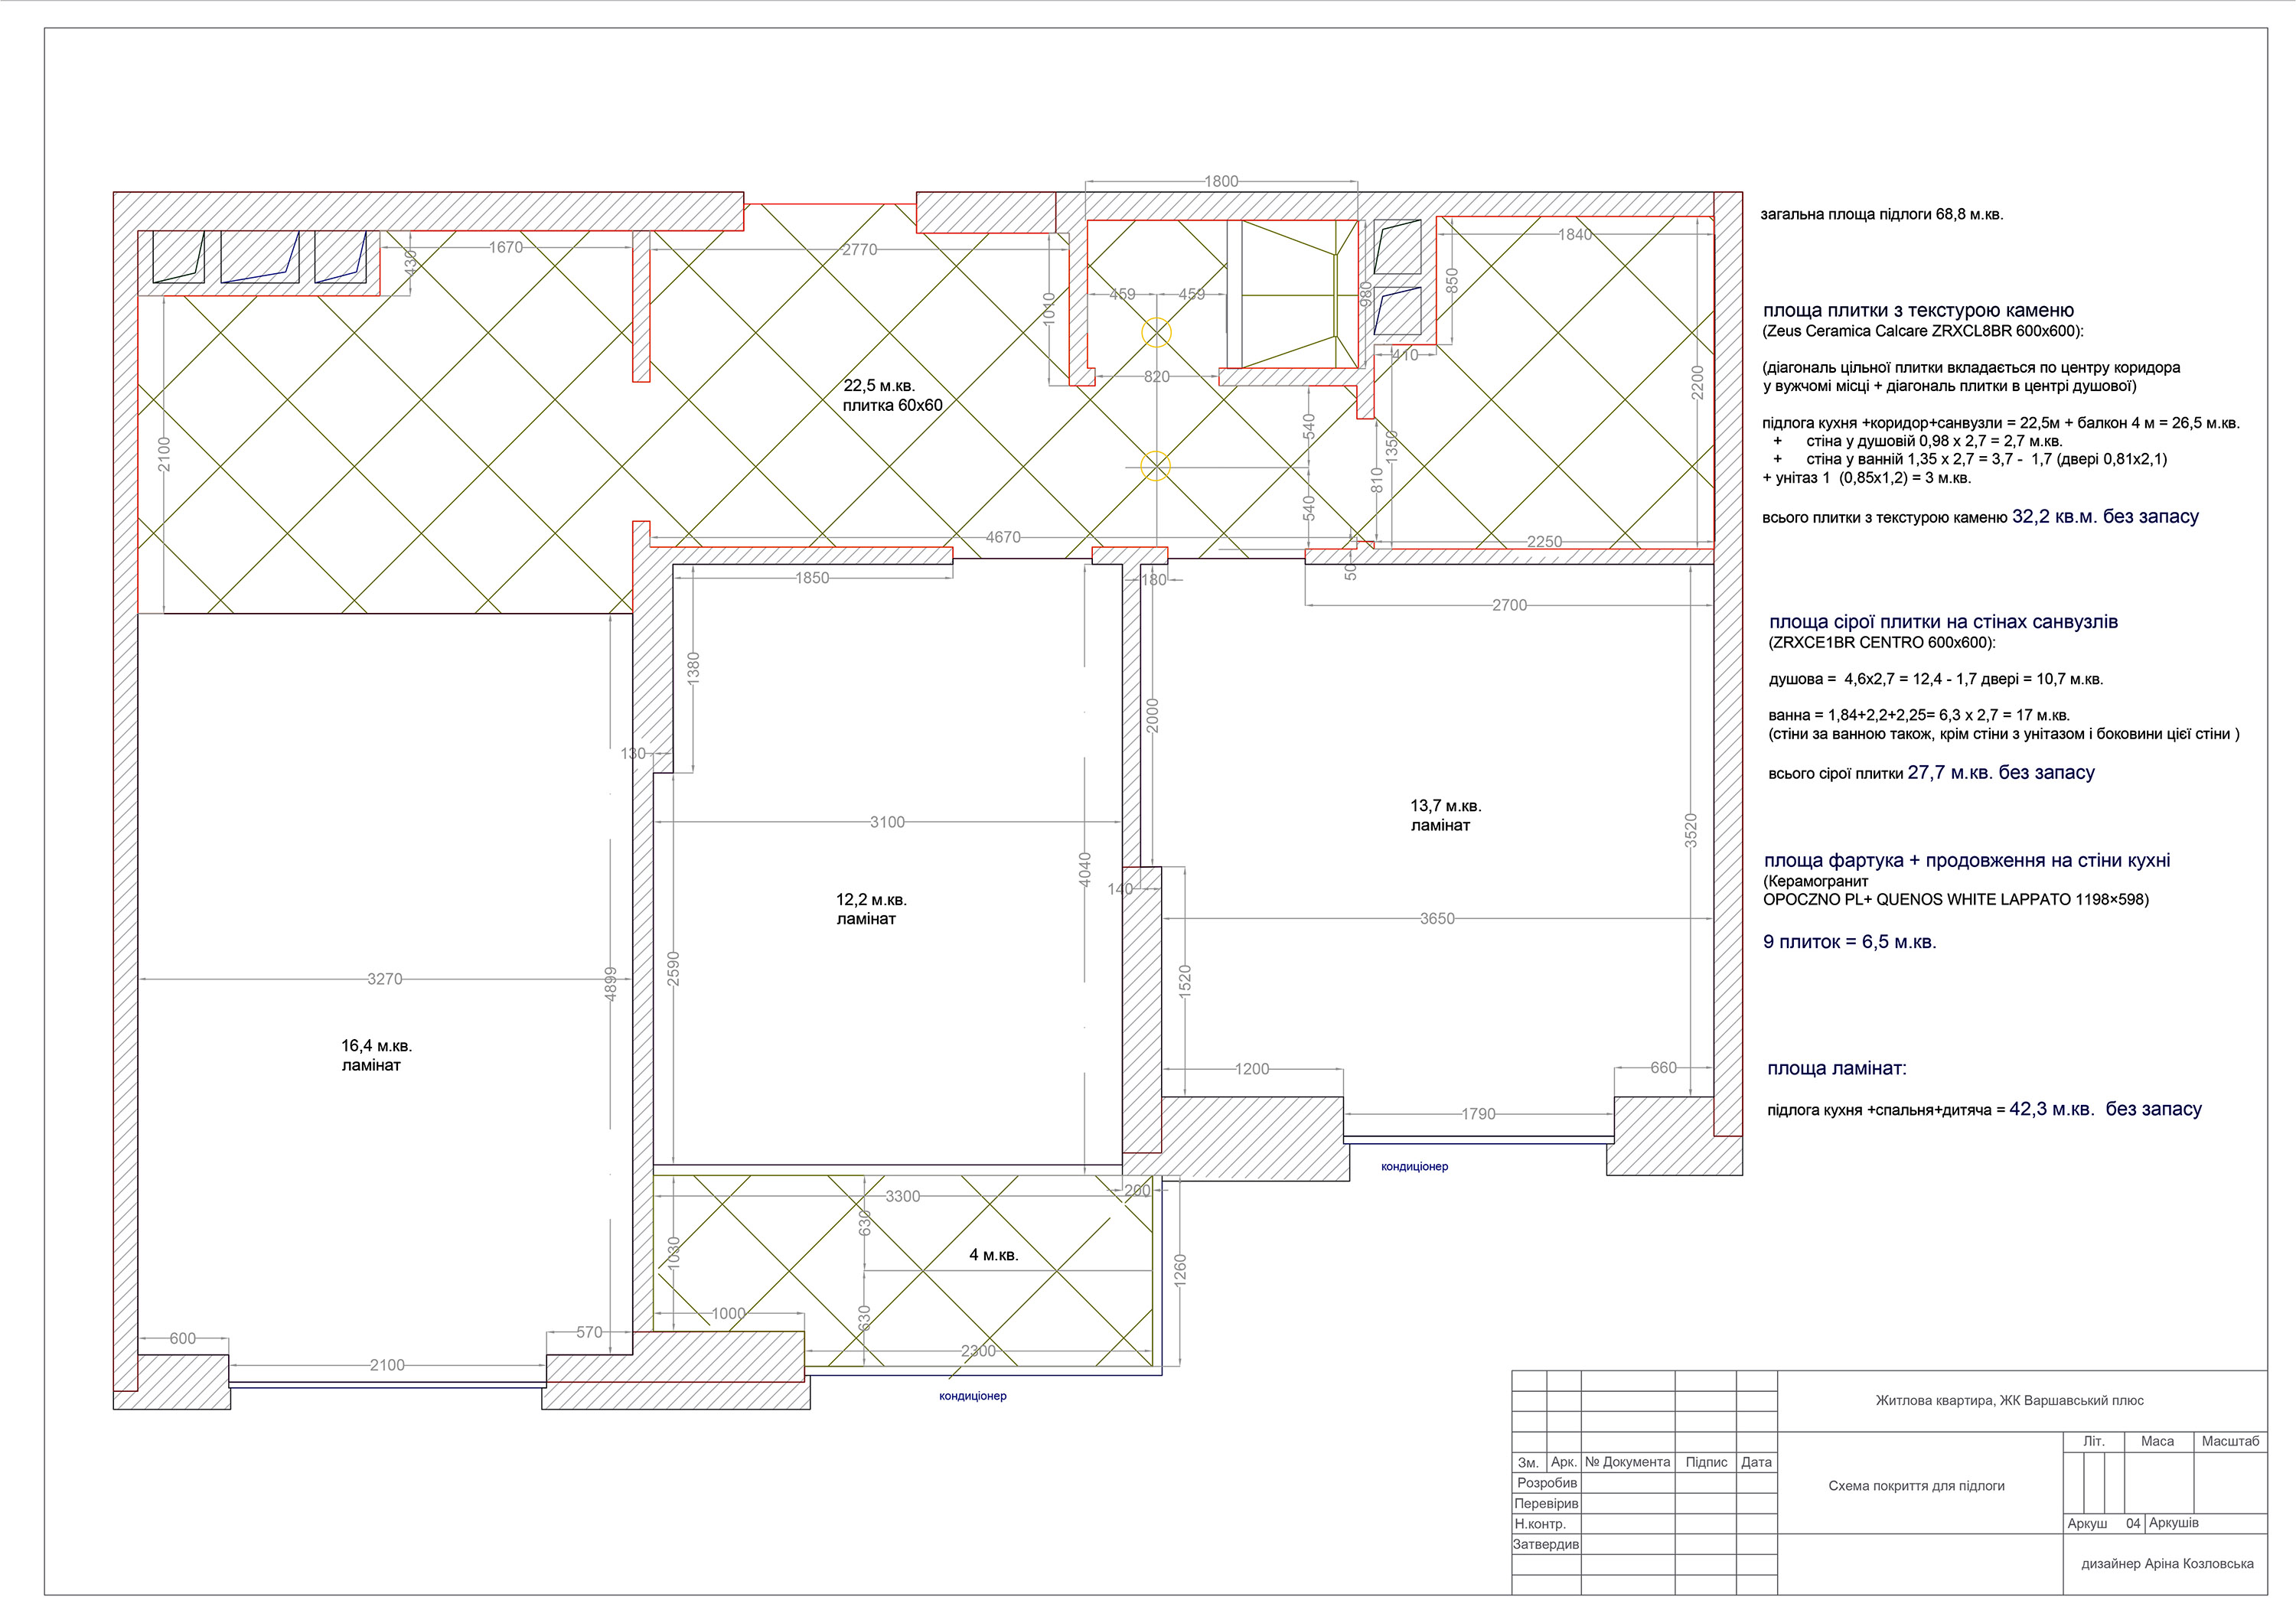 1800
1670
430
2770
1010
459
459
980
850
1840
410
загальна площа підлоги 68,8 м.кв.
площа плитки з текстурою каменю
(Zeus Ceramica Calcare ZRXCL8BR 600x600):
(діагональ цільної плитки вкладається по центру коридора
у вужчомі місці + діагональ плитки в центрі душової)
підлога кухня +коридор+санвузли = 22,5м + балкон 4 м = 26,5 м.кв.
+ стіна у душовій 0,98 x 2,7 = 2,7 м.кв.
+ стіна у ванній 1,35 x 2,7 = 3,7 - 1,7 (двері 0,81x2,1)
+ унітаз 1 (0,85x1,2) = 3 м.кв.
всього плитки з текстурою каменю 32,2 кв.м. без запасу
22,5 м.кв.
плитка 60x60
820
2200
2100
540
1350
810
540
4670
2250
1850
180
50
2700
1380
130
2000
площа сірої плитки на стінах санвузлів
(ZRXCE1BR CENTRO 600x600):
душова = 4,6x2,7 = 12,4 - 1,7 двері = 10,7 м.кв.
ванна = 1,84+2,2+2,25= 6,3 x 2,7 = 17 м.кв.
(стіни за ванною також, крім стіни з унітазом і боковини цієї стіни )
всього сірої плитки 27,7 м.кв. без запасу
3100
4040
13,7 м.кв.
ламінат
3520
140
3650
12,2 м.кв.
ламінат
площа фартука + продовження на стіни кухні
(Керамогранит
OPOCZNO PL+ QUENOS WHITE LAPPATO 1198×598)
9 плиток = 6,5 м.кв.
3270
4899
2590
1520
16,4 м.кв.
ламінат
1200
660
1790
площа ламінат:
підлога кухня +спальня+дитяча = 42,3 м.кв. без запасу
кондиціонер
3300
200
630
1030
4 м.кв.
1260
1000
630
2300
600
570
2100
кондиціонер
Житлова квартира, ЖК Варшавський плюс
Зм. Арк. № Документа Підпис Дата
Розробив
Перевірив
Н.контр.
Затвердив
Схема покриття для підлоги
Літ. Маса Масштаб
Аркуш 04 Аркушів
дизайнер Аріна Козловська